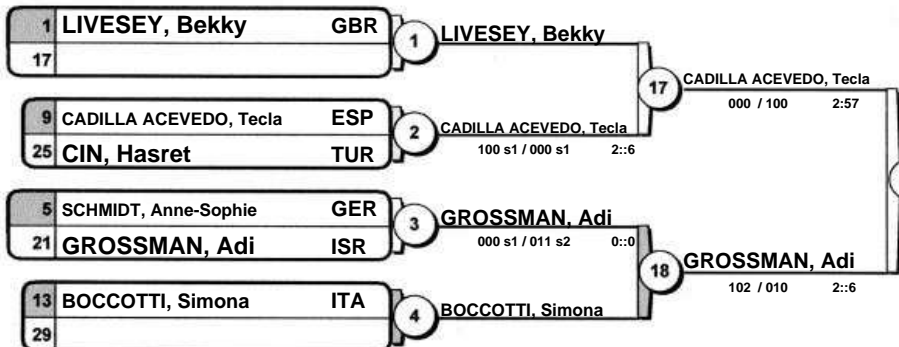 1 LIVESEY, Bekky GBR
17
1 LIVESEY, Bekky
9 CADILLA ACEVEDO, Tecla ESP
25 CIN, Hasret TUR
2 CADILLA ACEVEDO, Tecla
100 s1 / 000 s1 2::6
17 CADILLA ACEVEDO, Tecla
000 / 100 2:57
5 SCHMIDT, Anne-Sophie GER
21 GROSSMAN, Adi ISR
3 GROSSMAN, Adi
000 s1 / 011 s2 0::0
13 BOCCOTTI, Simona ITA
29
4 BOCCOTTI, Simona
18 GROSSMAN, Adi
102 / 010 2::6